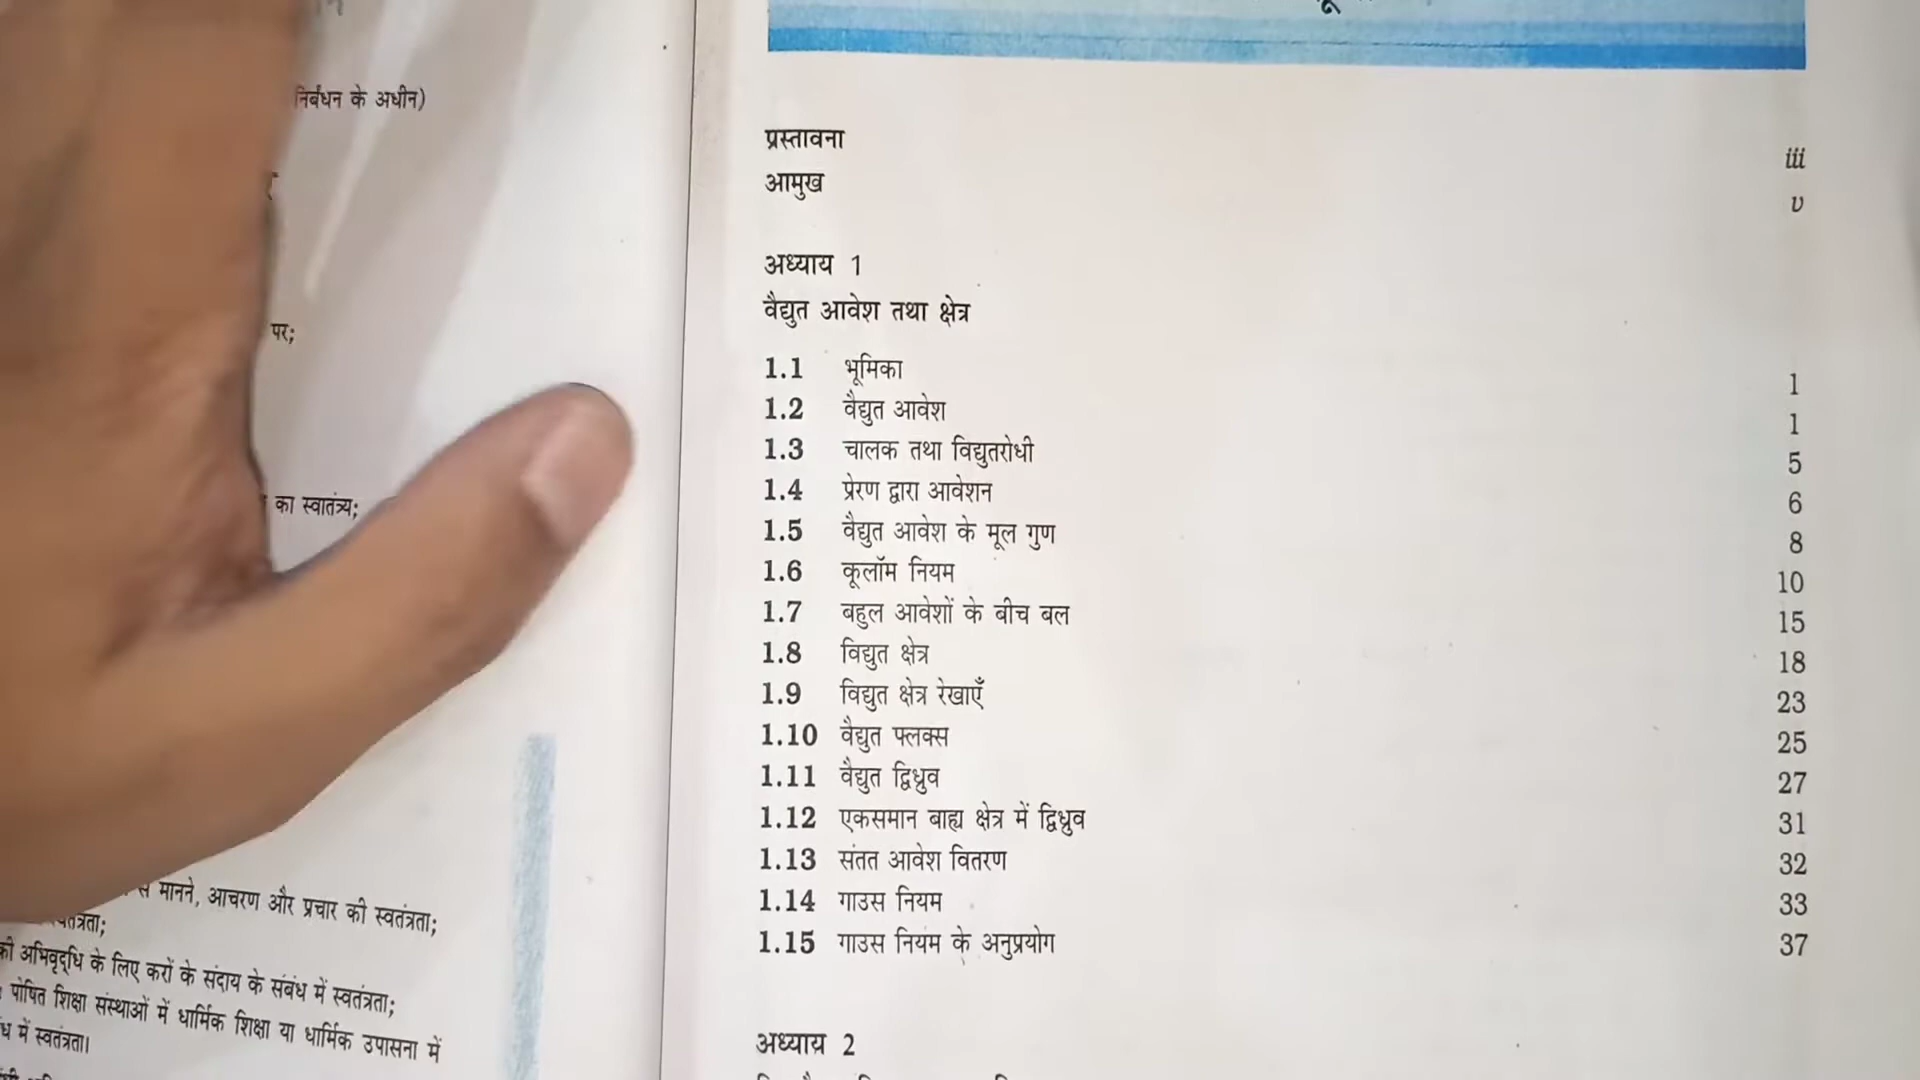 निर्बंधन के अधीन)
पर;
का स्वातंत्र्य;
से मानने, आचरण और प्रचार की स्वतंत्रता;
की अभिवृद्धि के लिए करों के संदाय के संबंध में स्वतंत्रता;
पोषित शिक्षा संस्थाओं में धार्मिक शिक्षा या धार्मिक उपासना में
में स्वतंत्रता।
प्रस्तावना iii
आमुख v
अध्याय 1
वैद्युत आवेश तथा क्षेत्र
1.1 भूमिका 1
1.2 वैद्युत आवेश 1
1.3 चालक तथा विद्युतरोधी 5
1.4 प्रेरण द्वारा आवेशन 6
1.5 वैद्युत आवेश के मूल गुण 8
1.6 कूलॉम नियम 10
1.7 बहुल आवेशों के बीच बल 15
1.8 विद्युत क्षेत्र 18
1.9 विद्युत क्षेत्र रेखाएँ 23
1.10 वैद्युत फ्लक्स 25
1.11 वैद्युत द्विध्रुव 27
1.12 एकसमान बाह्य क्षेत्र में द्विध्रुव 31
1.13 संतत आवेश वितरण 32
1.14 गाउस नियम 33
1.15 गाउस नियम के अनुप्रयोग 37
अध्याय 2